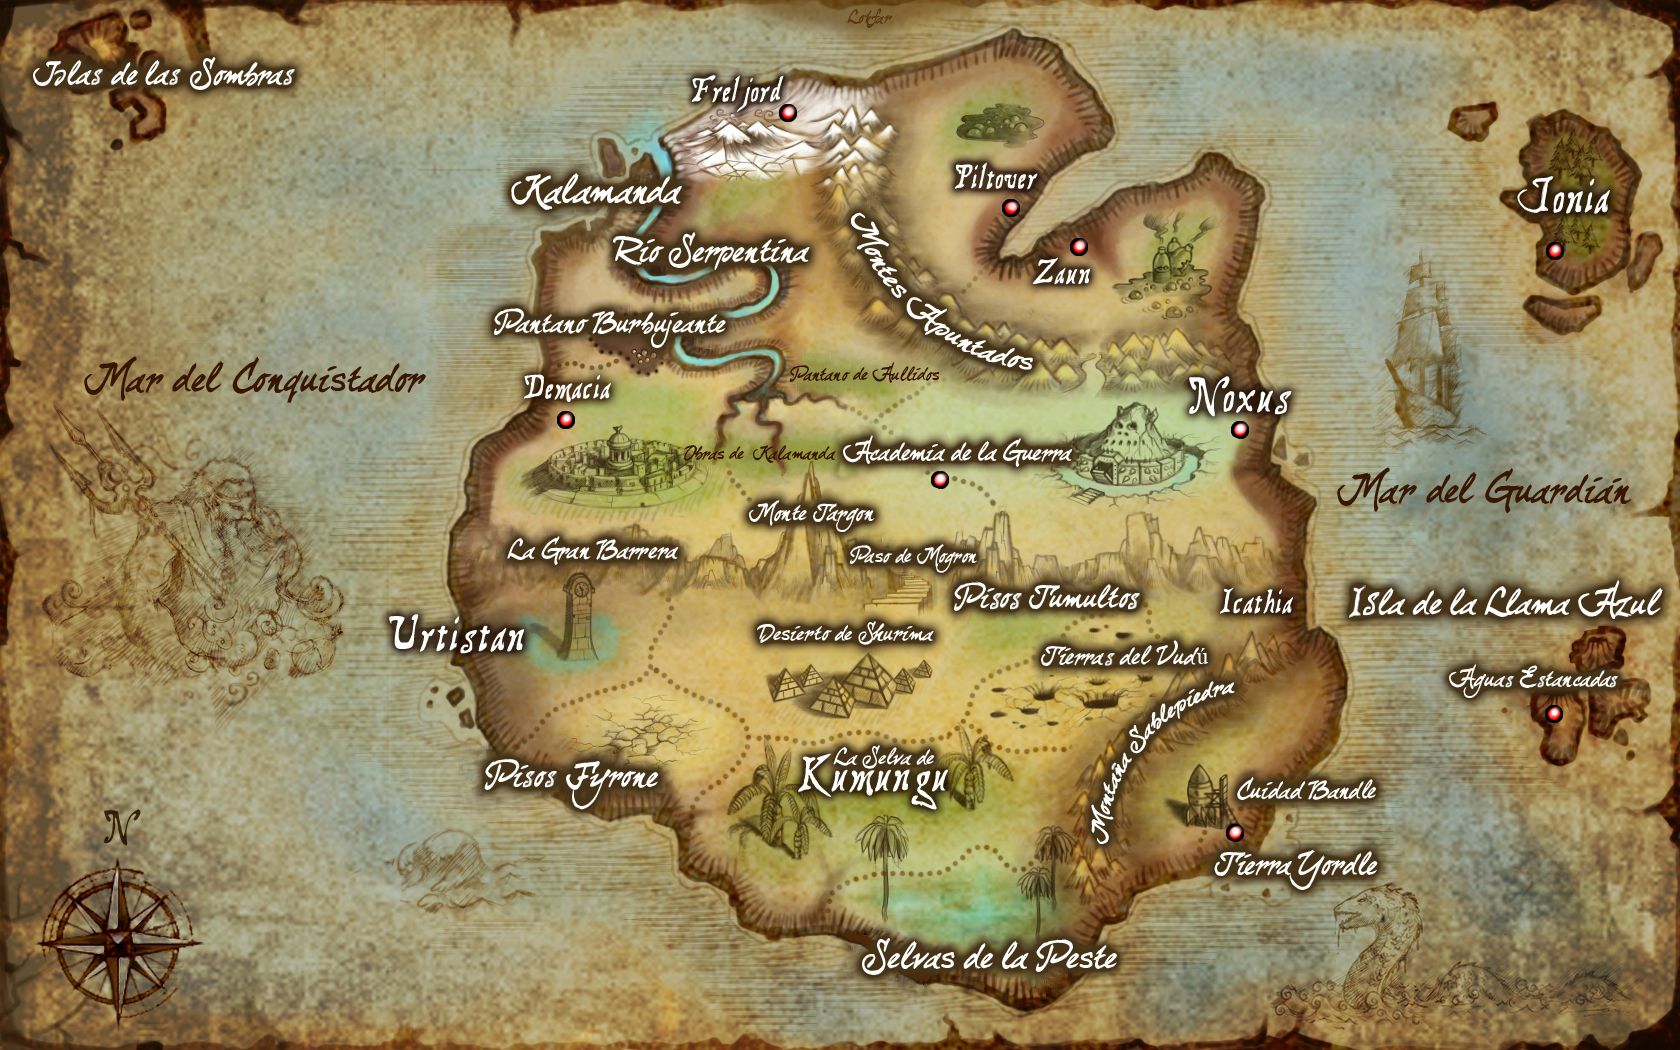 Lokfar
Islas de las Sombras
Freljord
Piltover
Kalamanda
Jonia
Río Serpentina
Montes Apuntados
Zaun
Pantano Burbujeante
Mar del Conquistador
Demacia
Pantano de Aullidos
Noxus
Obras de Kalamanda
Academia de la Guerra
Mar del Guardián
Monte Targon
La Gran Barrera
Paso de Mogron
Pisos Tumultos
Icathia
Isla de la Llama Azul
Urtistan
Desierto de Shurima
Tierras del Vudú
Aguas Estancadas
Montaña Sablepiedra
Pisos Fyrone
La Selva de
Kumungu
Cuidad Bandle
N
Tierra Yordle
Selvas de la Peste